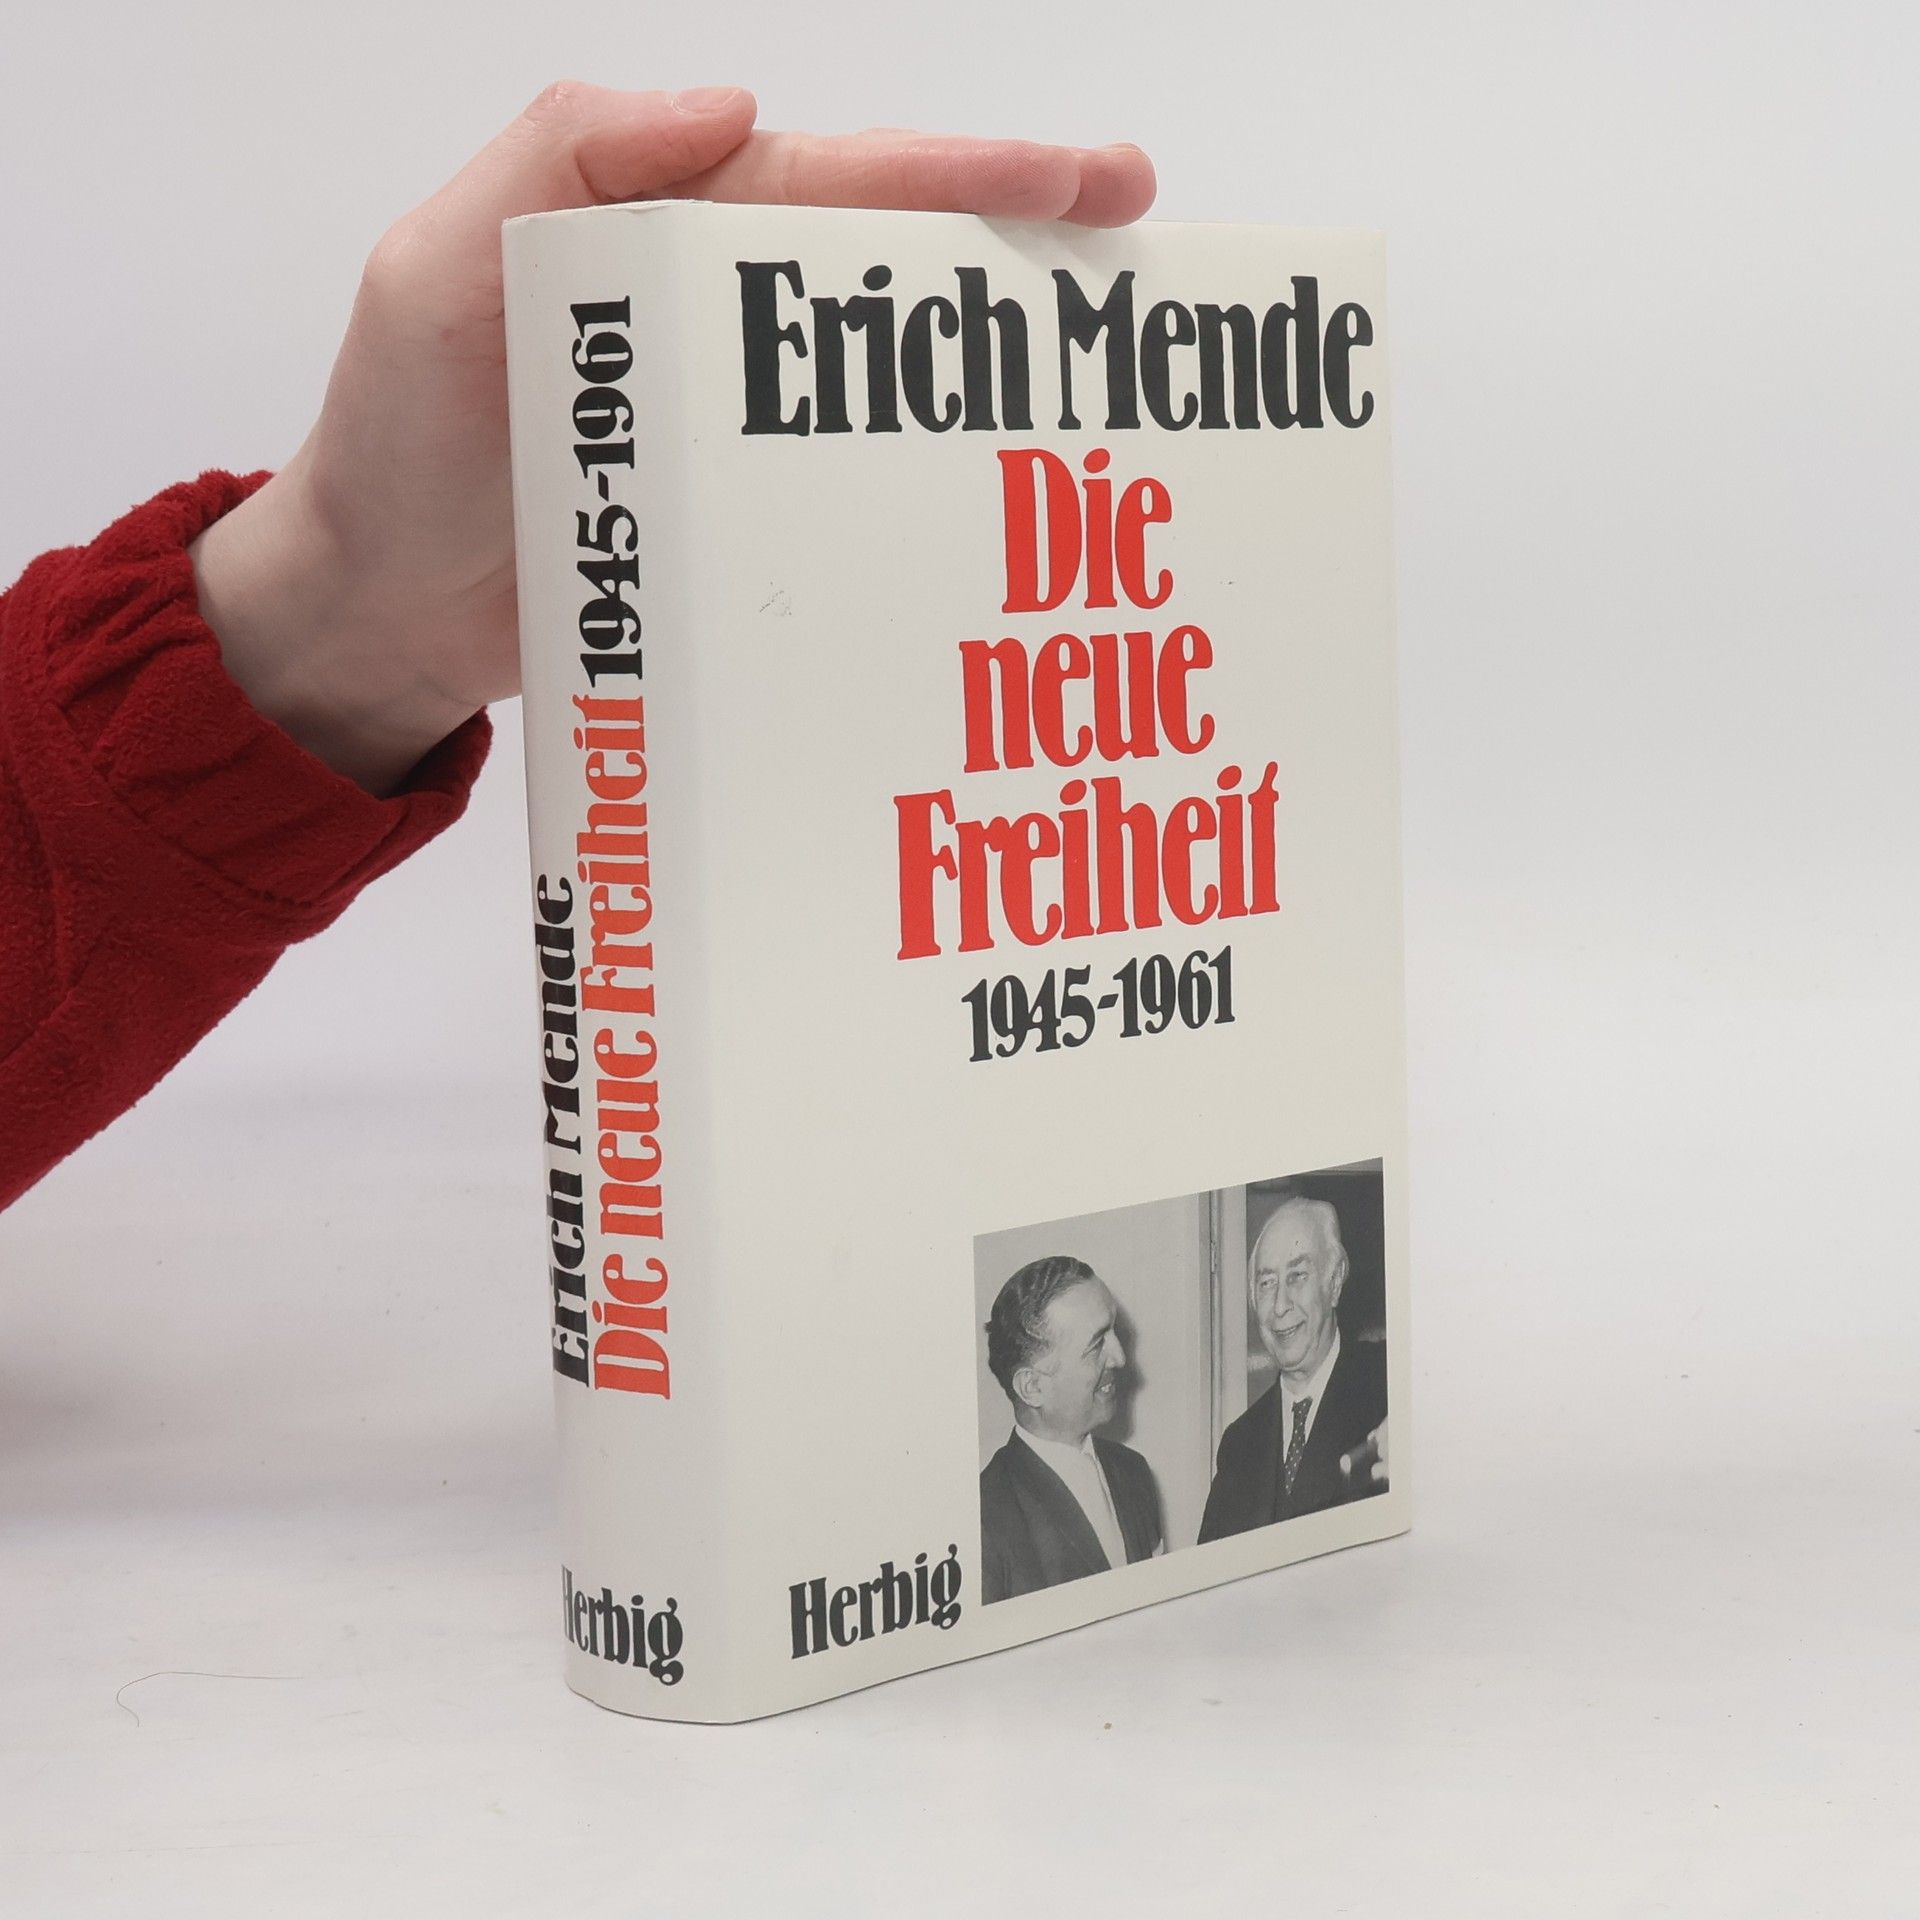 Erich Mende
Die neue Freiheit 1945-1961
Herbig
Erich Mende
Die
neue
Freiheit
1945-1961
Herbig